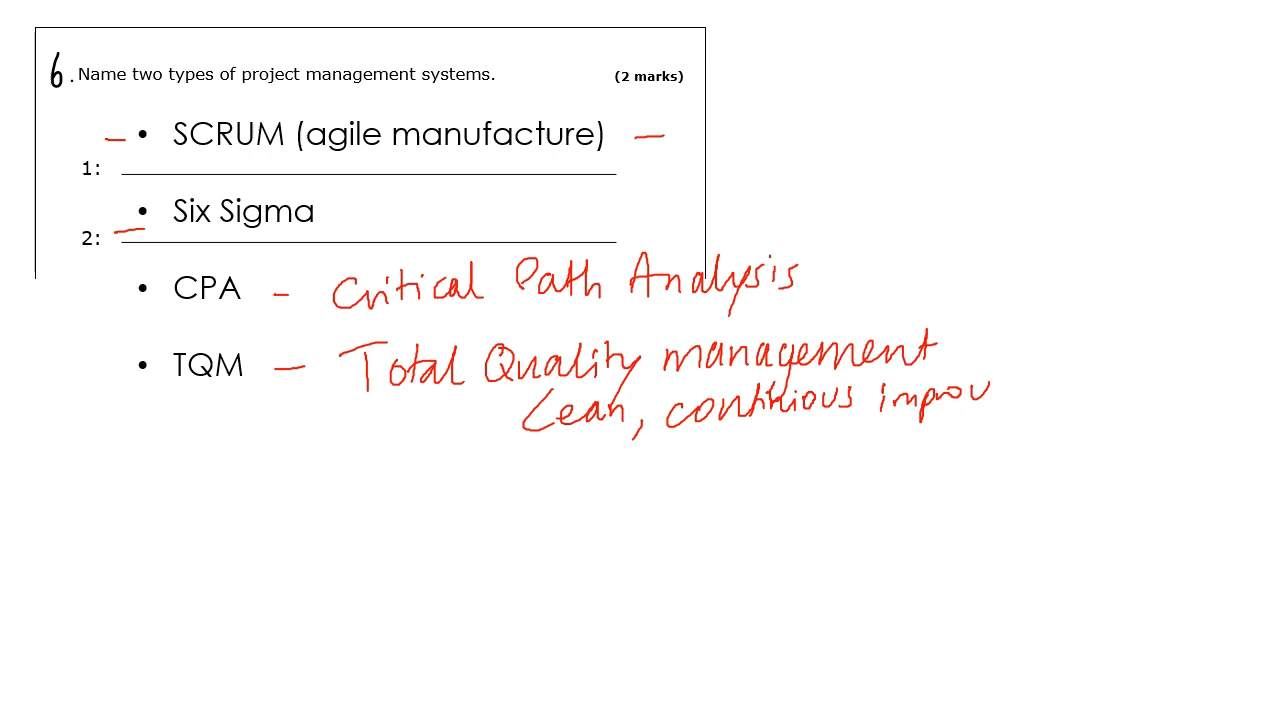 6. Name two types of project management systems. (2 marks)
– • SCRUM (agile manufacture) –
1:
• Six Sigma
2: –
• CPA – Critical Path Analysis
• TQM – Total Quality management
Lean, continious improv